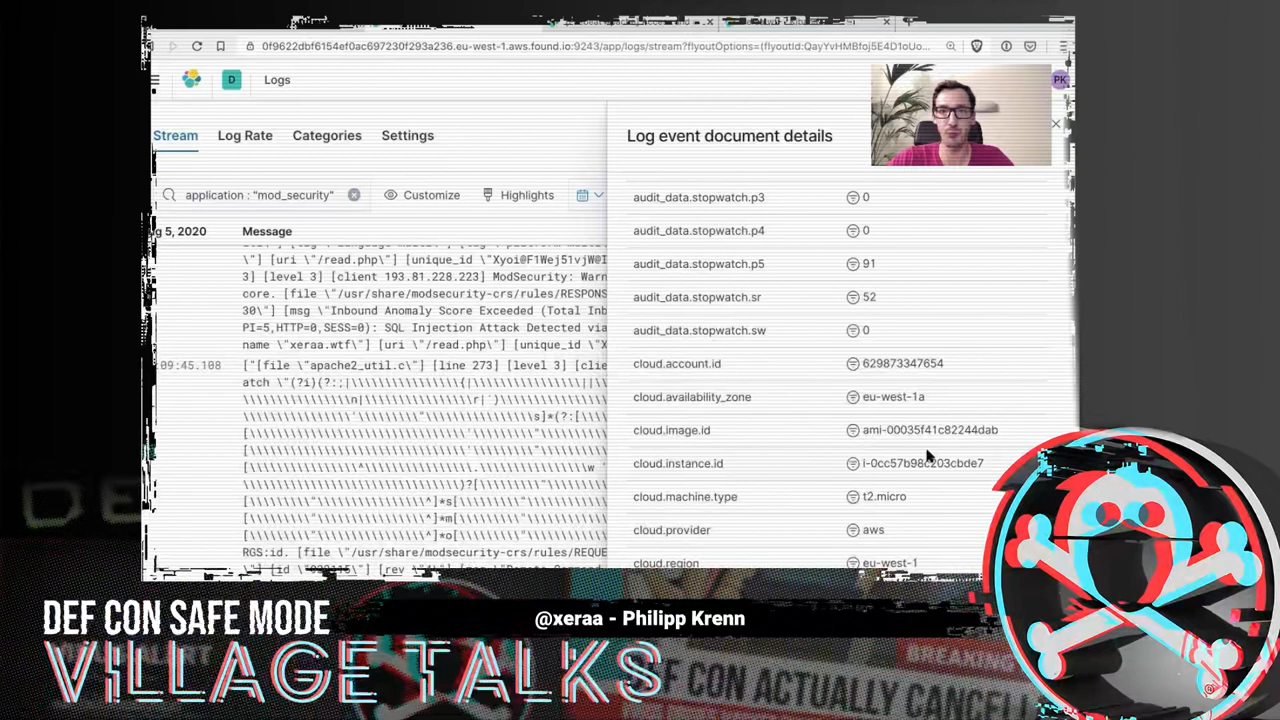 0f9622dbf6154ef0ace97230f293a236.eu-west-1.aws.found.io:9243/app/logs/stream?flyoutOptions=(flyoutId:QayYvHMBfoj5E4D1oUo...
D
Logs
PK
Stream
Log Rate
Categories
Settings
application : "mod_security"
Customize
Highlights
g 5, 2020
Message
\"] [uri \"/read.php\"] [unique_id \"Xyoi@F1Wej51vjW@I
3] [level 3] [client 193.81.228.223] ModSecurity: Warn
core. [file \"/usr/share/modsecurity-crs/rules/RESPONS
30\"] [msg \"Inbound Anomaly Score Exceeded (Total Inb
PI=5,HTTP=0,SESS=0): SQL Injection Attack Detected via
name \"xeraa.wtf\"] [uri \"/read.php\"] [unique_id \"X
:09:45.108
["[file \"apache2_util.c\"] [line 273] [level 3] [clie
RGS:id. [file \"/usr/share/modsecurity-crs/rules/REQUE
Log event document details
audit_data.stopwatch.p3 0
audit_data.stopwatch.p4 0
audit_data.stopwatch.p5 91
audit_data.stopwatch.sr 52
audit_data.stopwatch.sw 0
cloud.account.id 629873347654
cloud.availability_zone eu-west-1a
cloud.image.id ami-00035f41c82244dab
cloud.instance.id i-0cc57b98c203cbde7
cloud.machine.type t2.micro
cloud.provider aws
cloud.region eu-west-1
DEF CON SAFE MODE
VILLAGE TALKS
@xeraa - Philipp Krenn
BREAKING
DEF CON ACTUALLY CANCELL